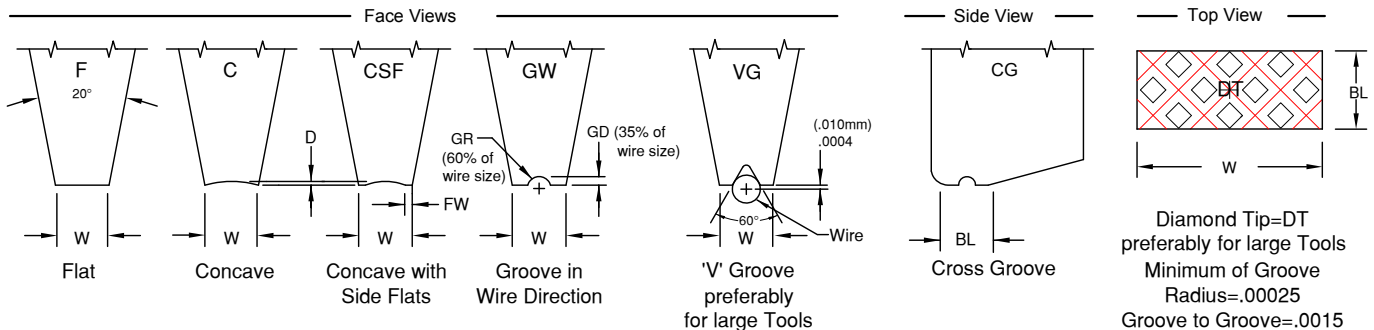 Face Views
Side View
Top View
F
20°
C
D
W
Flat
W
Concave
CSF
FW
W
Concave with
Side Flats
GW
GR
(60% of
wire size)
GD (35% of
wire size)
W
Groove in
Wire Direction
VG
(.010mm)
.0004
60°
W
Wire
'V' Groove
preferably
for large Tools
CG
BL
Cross Groove
DT
BL
W
Diamond Tip=DT
preferably for large Tools
Minimum of Groove
Radius=.00025
Groove to Groove=.0015